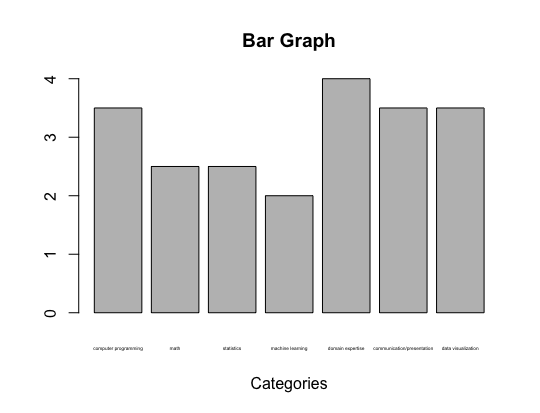 Bar Graph
4
3
2
1
0
computer programming math statistics machine learning domain expertise communication/presentation data visualization
Categories